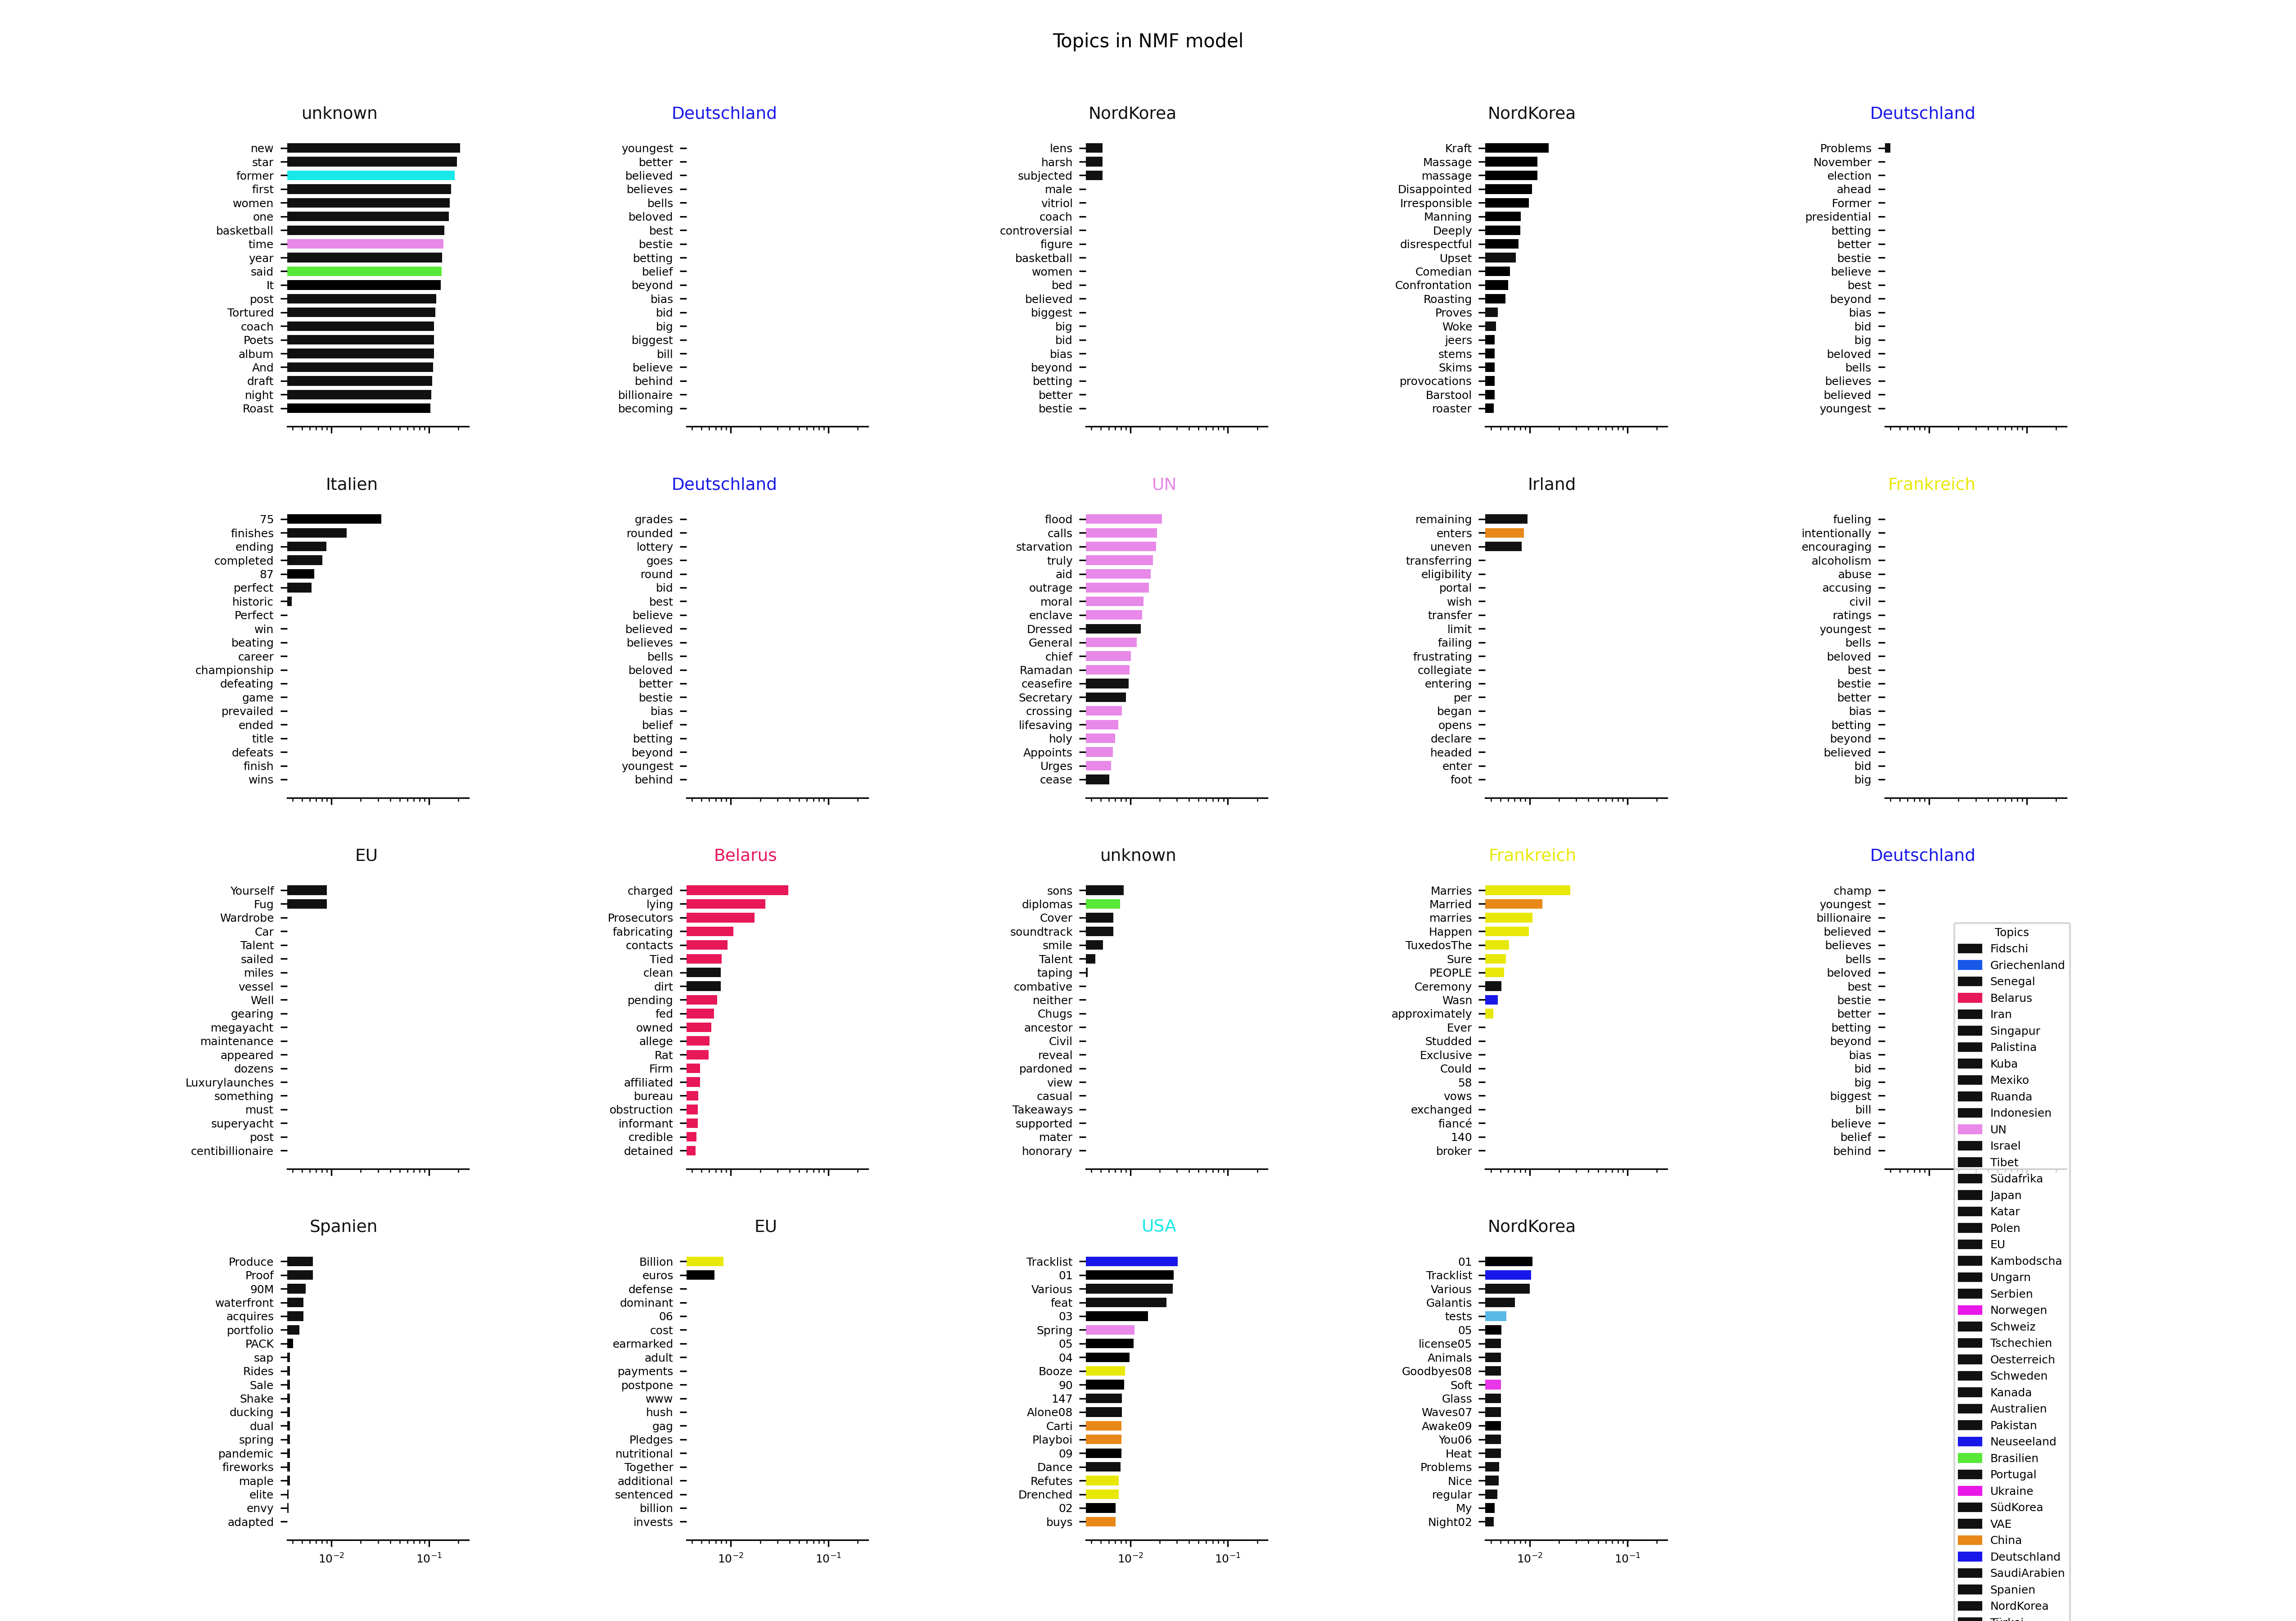 Topics in NMF model
unknown
new
star
former
first
women
one
basketball
time
year
said
It
post
Tortured
coach
Poets
album
And
draft
night
Roast
Deutschland
youngest
better
believed
believes
bells
beloved
best
bestie
betting
belief
beyond
bias
bid
big
biggest
bill
believe
behind
billionaire
becoming
NordKorea
lens
harsh
subjected
male
vitriol
coach
controversial
figure
basketball
women
bed
believed
biggest
big
bid
bias
beyond
betting
better
bestie
NordKorea
Kraft
Massage
massage
Disappointed
Irresponsible
Manning
Deeply
disrespectful
Upset
Comedian
Confrontation
Roasting
Proves
Woke
jeers
stems
Skims
provocations
Barstool
roaster
Deutschland
Problems
November
election
ahead
Former
presidential
betting
better
bestie
believe
best
beyond
bias
bid
big
beloved
bells
believes
believed
youngest
Italien
75
finishes
ending
completed
87
perfect
historic
Perfect
win
beating
career
championship
defeating
game
prevailed
ended
title
defeats
finish
wins
Deutschland
grades
rounded
lottery
goes
round
bid
best
believe
believed
believes
bells
beloved
better
bestie
bias
belief
betting
beyond
youngest
behind
UN
flood
calls
starvation
truly
aid
outrage
moral
enclave
Dressed
General
chief
Ramadan
ceasefire
Secretary
crossing
lifesaving
holy
Appoints
Urges
cease
Irland
remaining
enters
uneven
transferring
eligibility
portal
wish
transfer
limit
failing
frustrating
collegiate
entering
per
began
opens
declare
headed
enter
foot
Frankreich
fueling
intentionally
encouraging
alcoholism
abuse
accusing
civil
ratings
youngest
bells
beloved
best
bestie
better
bias
betting
beyond
believed
bid
big
EU
Yourself
Fug
Wardrobe
Car
Talent
sailed
miles
vessel
Well
gearing
megayacht
maintenance
appeared
dozens
Luxurylaunches
something
must
superyacht
post
centibillionaire
Belarus
charged
lying
Prosecutors
fabricating
contacts
Tied
clean
dirt
pending
fed
owned
allege
Rat
Firm
affiliated
bureau
obstruction
informant
credible
detained
unknown
sons
diplomas
Cover
soundtrack
smile
Talent
taping
combative
neither
Chugs
ancestor
Civil
reveal
pardoned
view
casual
Takeaways
supported
mater
honorary
Frankreich
Marries
Married
marries
Happen
TuxedosThe
Sure
PEOPLE
Ceremony
Wasn
approximately
Ever
Studded
Exclusive
Could
58
vows
exchanged
fiancé
140
broker
Deutschland
champ
youngest
billionaire
believed
believes
bells
beloved
best
bestie
better
betting
beyond
bias
bid
big
biggest
bill
believe
belief
behind
Spanien
Produce
Proof
90M
waterfront
acquires
portfolio
PACK
sap
Rides
Sale
Shake
ducking
dual
spring
pandemic
fireworks
maple
elite
envy
adapted
10⁻² 10⁻¹
EU
Billion
euros
defense
dominant
06
cost
earmarked
adult
payments
postpone
www
hush
gag
Pledges
nutritional
Together
additional
sentenced
billion
invests
10⁻² 10⁻¹
USA
Tracklist
01
Various
feat
03
Spring
05
04
Booze
90
147
Alone08
Carti
Playboi
09
Dance
Refutes
Drenched
02
buys
10⁻² 10⁻¹
NordKorea
01
Tracklist
Various
Galantis
tests
05
license05
Animals
Goodbyes08
Soft
Glass
Waves07
Awake09
You06
Heat
Problems
Nice
regular
My
Night02
10⁻² 10⁻¹
Topics
Fidschi
Griechenland
Senegal
Belarus
Iran
Singapur
Palistina
Kuba
Mexiko
Ruanda
Indonesien
UN
Israel
Tibet
Südafrika
Japan
Katar
Polen
EU
Kambodscha
Ungarn
Serbien
Norwegen
Schweiz
Tschechien
Oesterreich
Schweden
Kanada
Australien
Pakistan
Neuseeland
Brasilien
Portugal
Ukraine
SüdKorea
VAE
China
Deutschland
SaudiArabien
Spanien
NordKorea